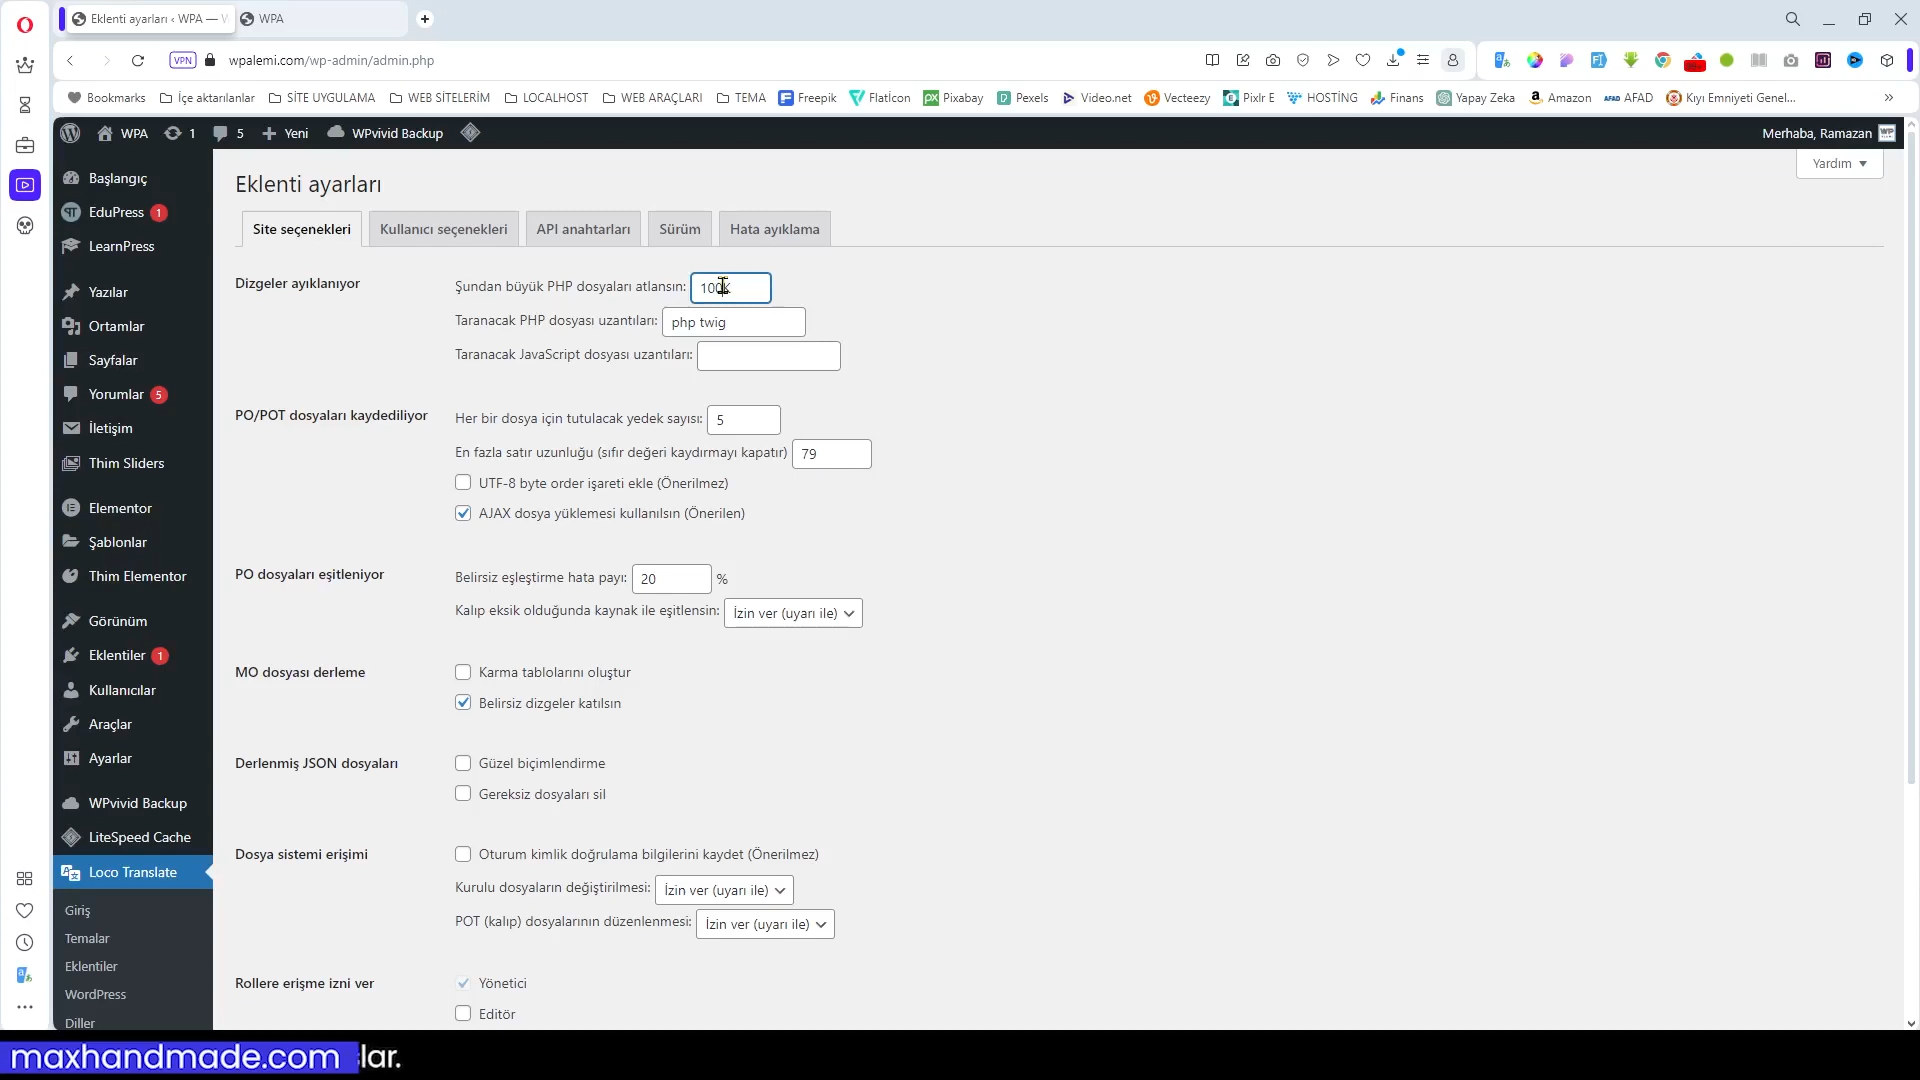 Eklenti ayarları ‹ WPA — W
WPA
VPN
wpalemi.com/wp-admin/admin.php
Bookmarks
İçe aktarılanlar
SİTE UYGULAMA
WEB SİTELERİM
LOCALHOST
WEB ARAÇLARI
TEMA
Freepik
Flatİcon
Pixabay
Pexels
Video.net
Vecteezy
Pixlr E
HOSTİNG
Finans
Yapay Zeka
Amazon
AFAD
Kıyı Emniyeti Genel...
WPA
1
5
Yeni
WPvivid Backup
Merhaba, Ramazan
Yardım
Başlangıç
EduPress 1
LearnPress
Yazılar
Ortamlar
Sayfalar
Yorumlar 5
İletişim
Thim Sliders
Elementor
Şablonlar
Thim Elementor
Görünüm
Eklentiler 1
Kullanıcılar
Araçlar
Ayarlar
WPvivid Backup
LiteSpeed Cache
Loco Translate
Giriş
Temalar
Eklentiler
WordPress
Diller
Eklenti ayarları
Site seçenekleri
Kullanıcı seçenekleri
API anahtarları
Sürüm
Hata ayıklama
Dizgeler ayıklanıyor
Şundan büyük PHP dosyaları atlansın: 100K
Taranacak PHP dosyası uzantıları: php twig
Taranacak JavaScript dosyası uzantıları:
PO/POT dosyaları kaydediliyor
Her bir dosya için tutulacak yedek sayısı: 5
En fazla satır uzunluğu (sıfır değeri kaydırmayı kapatır) 79
UTF-8 byte order işareti ekle (Önerilmez)
AJAX dosya yüklemesi kullanılsın (Önerilen)
PO dosyaları eşitleniyor
Belirsiz eşleştirme hata payı: 20 %
Kalıp eksik olduğunda kaynak ile eşitlensin: İzin ver (uyarı ile)
MO dosyası derleme
Karma tablolarını oluştur
Belirsiz dizgeler katılsın
Derlenmiş JSON dosyaları
Güzel biçimlendirme
Gereksiz dosyaları sil
Dosya sistemi erişimi
Oturum kimlik doğrulama bilgilerini kaydet (Önerilmez)
Kurulu dosyaların değiştirilmesi: İzin ver (uyarı ile)
POT (kalıp) dosyalarının düzenlenmesi: İzin ver (uyarı ile)
Rollere erişme izni ver
Yönetici
Editör
maxhandmade.com lar.